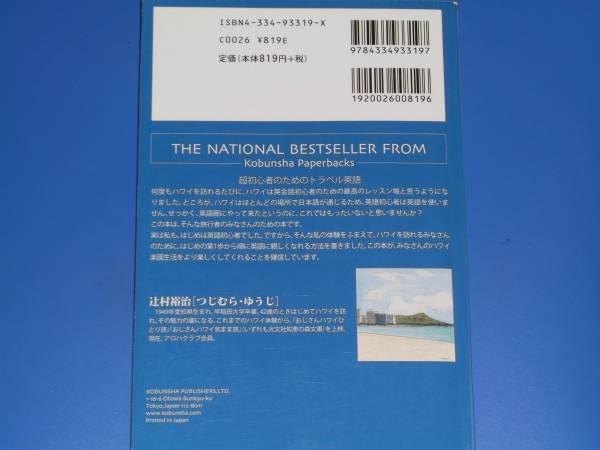 ISBN4-334-93319-X
C0026 ¥819E
定価(本体819円+税)
9784334933197
1920026008196
THE NATIONAL BESTSELLER FROM
Kobunsha Paperbacks
超初心者のためのトラベル英語
何度もハワイを訪れるたびに、ハワイは英会話初心者のための最高のレッスン場と思うようにな
りました。ところが、ハワイはほとんどの場所で日本語が通じるため、英語初心者は英語を使いま
せん。せっかく、英語圏にやって来たというのに、これではもったいないと思いませんか?
この本は、そんな旅行者のみなさんのための本です。
実は私も、はじめは英語初心者でした。ですから、そんな私の体験をふまえて、ハワイを訪れるみなさん
のために、はじめの第1歩から順に英語に親しくなれる方法を書きました。この本が、みなさんのハワイ
楽園生活をより楽しくしてくれることを確信しています。
辻村裕治[つじむら・ゆうじ]
1949年愛知県生まれ。早稲田大学卒業。42歳のときはじめてハワイを訪
れ、その魅力の虜になる。これまでのハワイ体験から、「おじさんハワイひ
とり旅」「おじさんハワイ気まま旅」(いずれも光文社知恵の森文庫)を上梓。
現在、アロハクラブ会員。
KOBUNSHA PUBLISHERS,LTD.
1-16-6 Otowa Bunkyo-ku
Tokyo,Japan 112-8011
www.kobunsha.com
Printed in Japan